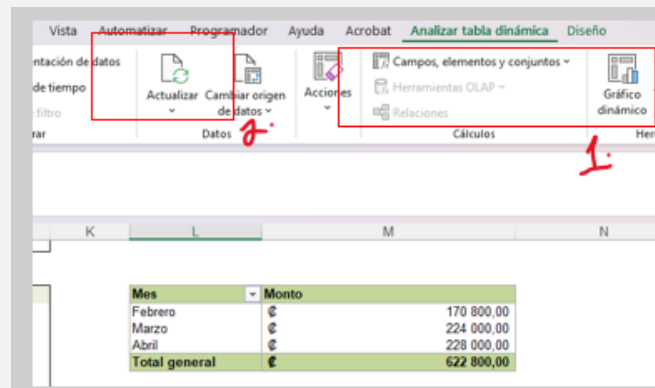 Vista Automatizar Programador Ayuda Acrobat Analizar tabla dinámica Diseño
ntación de datos
de tiempo
filtro
rar
Actualizar
Cambiar origen
de datos
Datos
Acciones
Campos, elementos y conjuntos
Herramientas OLAP
Relaciones
Cálculos
Gráfico
dinámico
Her
2.
1.
K L M N
Mes Monto
Febrero ₡ 170 800,00
Marzo ₡ 224 000,00
Abril ₡ 228 000,00
Total general ₡ 622 800,00